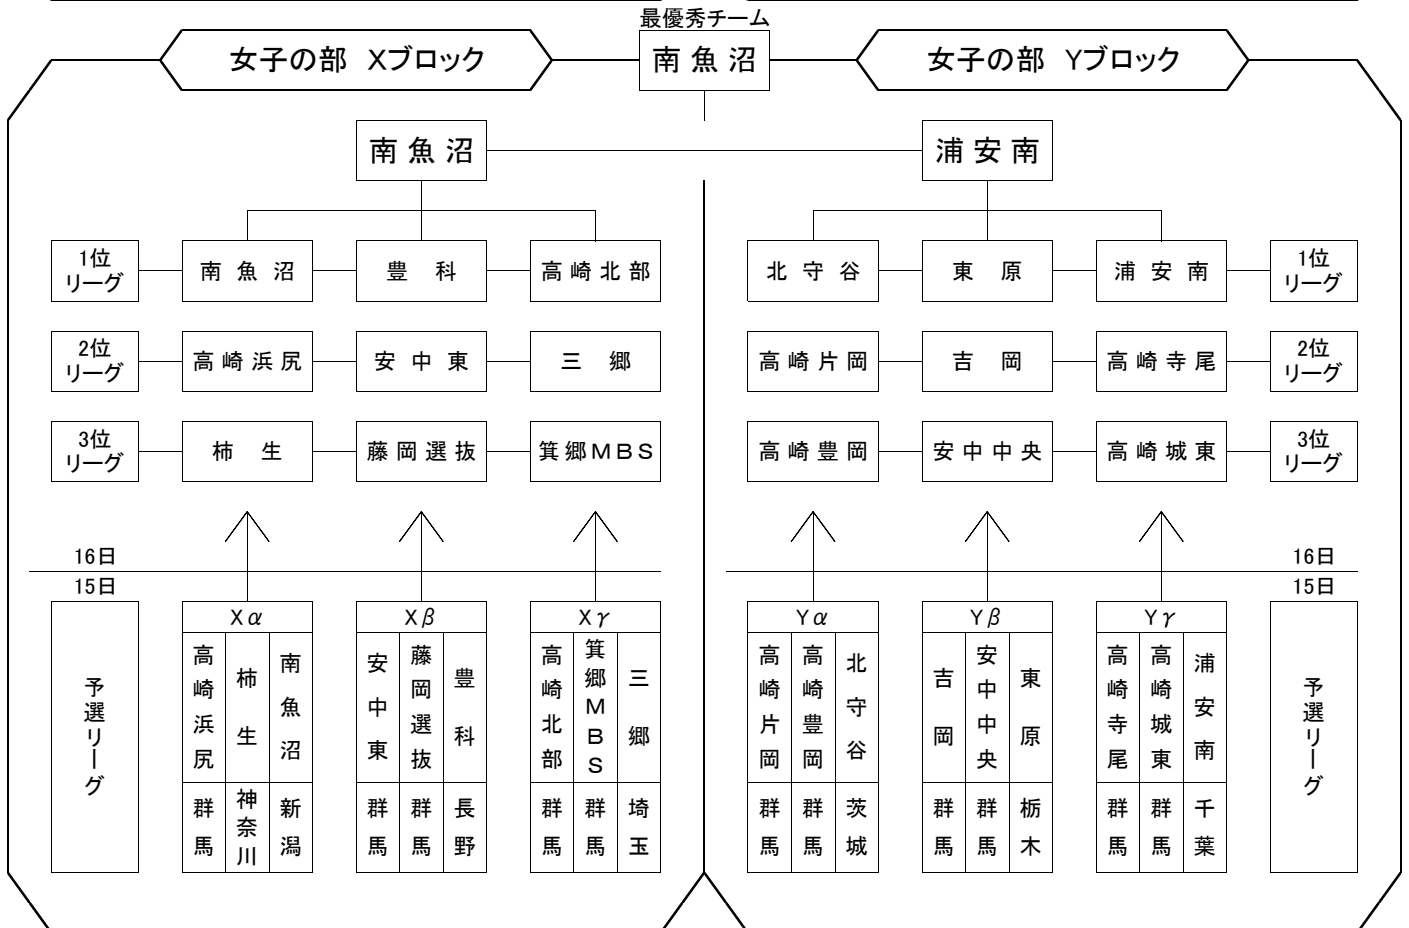 最優秀チーム
女子の部　Xブロック
南魚沼
女子の部　Yブロック
南魚沼
浦安南
1位
リーグ
南魚沼
豊科
高崎北部
北守谷
東原
浦安南
1位
リーグ
2位
リーグ
高崎浜尻
安中東
三郷
高崎片岡
吉岡
高崎寺尾
2位
リーグ
3位
リーグ
柿生
藤岡選抜
箕郷MBS
高崎豊岡
安中中央
高崎城東
3位
リーグ
16日
16日
15日
15日
予選リーグ
Xα
高崎浜尻
柿生
南魚沼
群馬
神奈川
新潟
Xβ
安中東
藤岡選抜
豊科
群馬
群馬
長野
Xγ
高崎北部
箕郷MBS
三郷
群馬
群馬
埼玉
Yα
高崎片岡
高崎豊岡
北守谷
群馬
群馬
茨城
Yβ
吉岡
安中中央
東原
群馬
群馬
栃木
Yγ
高崎寺尾
高崎城東
浦安南
群馬
群馬
千葉
予選リーグ